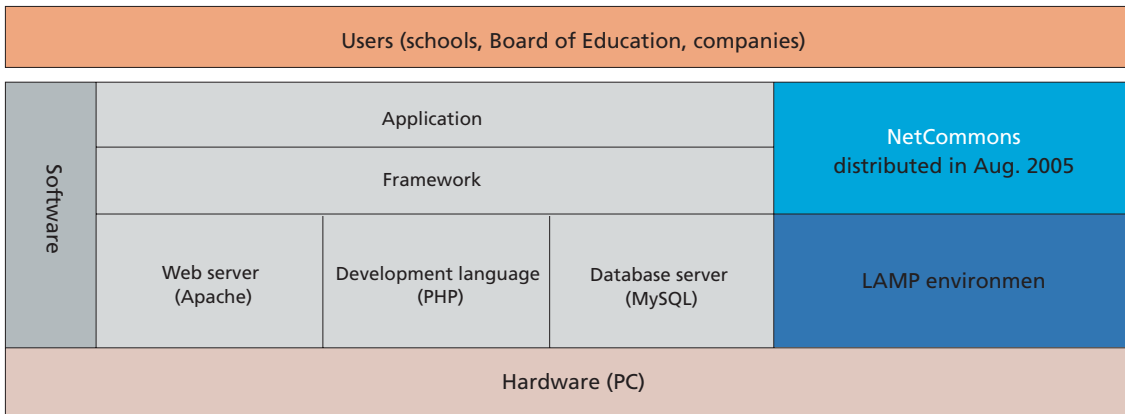 Users (schools, Board of Education, companies)
Software
Application
Framework
NetCommons
distributed in Aug. 2005
Web server
(Apache)
Development language
(PHP)
Database server
(MySQL)
LAMP environmen
Hardware (PC)